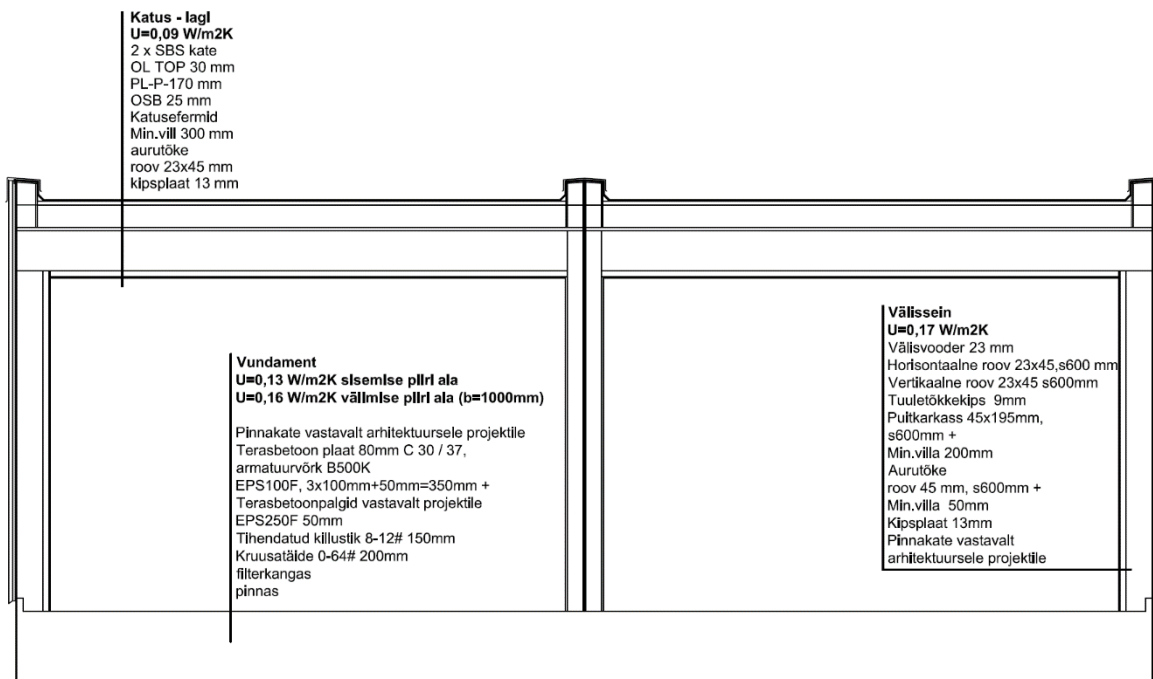 Katus - lagi
U=0,09 W/m2K
2 x SBS kate
OL TOP 30 mm
PL-P-170 mm
OSB 25 mm
Katusefermid
Min.vill 300 mm
aurutõke
roov 23x45 mm
kipsplaat 13 mm
Vundament
U=0,13 W/m2K sisemise piiri ala
U=0,16 W/m2K välimise piiri ala (b=1000mm)
Pinnakate vastavalt arhitektuursele projektile
Terasbetoon plaat 80mm C 30 / 37,
armatuurvõrk B500K
EPS100F, 3x100mm+50mm=350mm +
Terasbetoonpalgid vastavalt projektile
EPS250F 50mm
Tihendatud killustik 8-12# 150mm
Kruusatäide 0-64# 200mm
filterkangas
pinnas
Välissein
U=0,17 W/m2K
Välisvooder 23 mm
Horisontaalne roov 23x45,s600 mm
Vertikaalne roov 23x45 s600mm
Tuuletõkkekips 9mm
Puitkarkass 45x195mm,
s600mm +
Min.villa 200mm
Aurutõke
roov 45 mm, s600mm +
Min.villa 50mm
Kipsplaat 13mm
Pinnakate vastavalt
arhitektuursele projektile